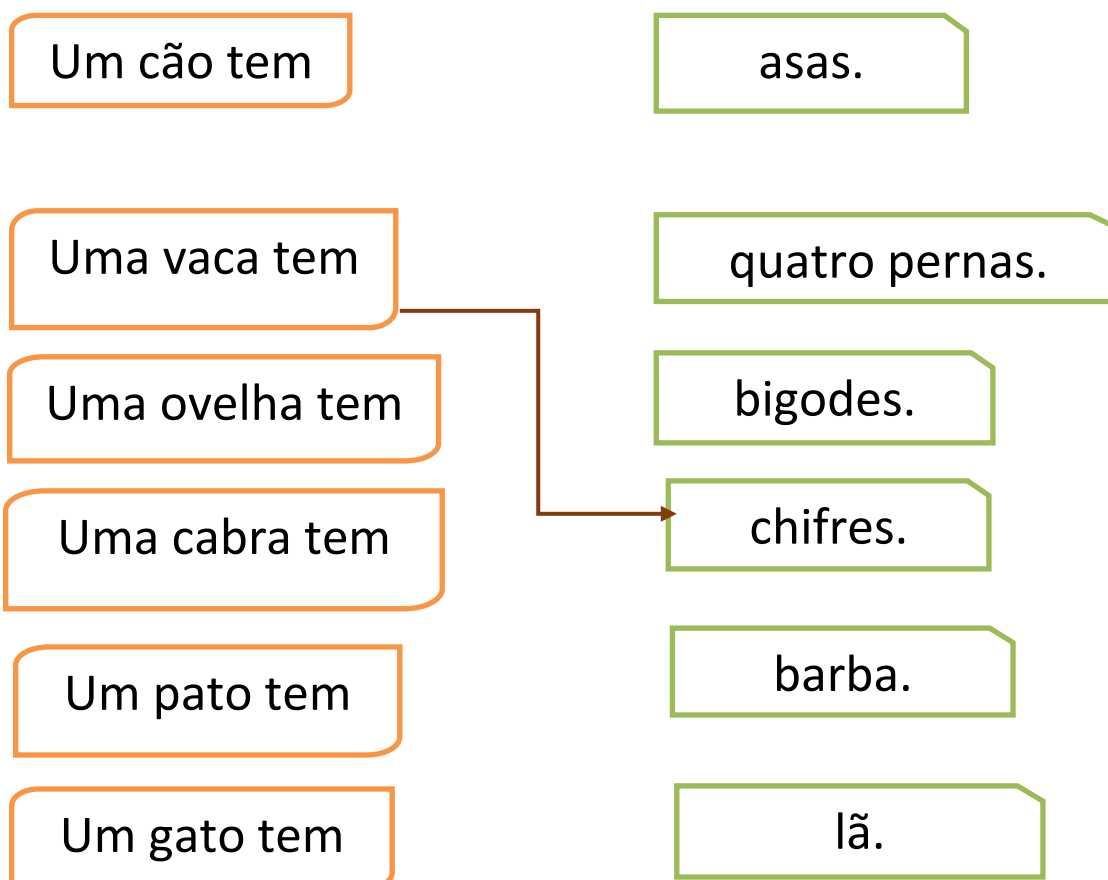 Um cão tem
asas.
Uma vaca tem
quatro pernas.
Uma ovelha tem
bigodes.
Uma cabra tem
chifres.
Um pato tem
barba.
Um gato tem
lã.